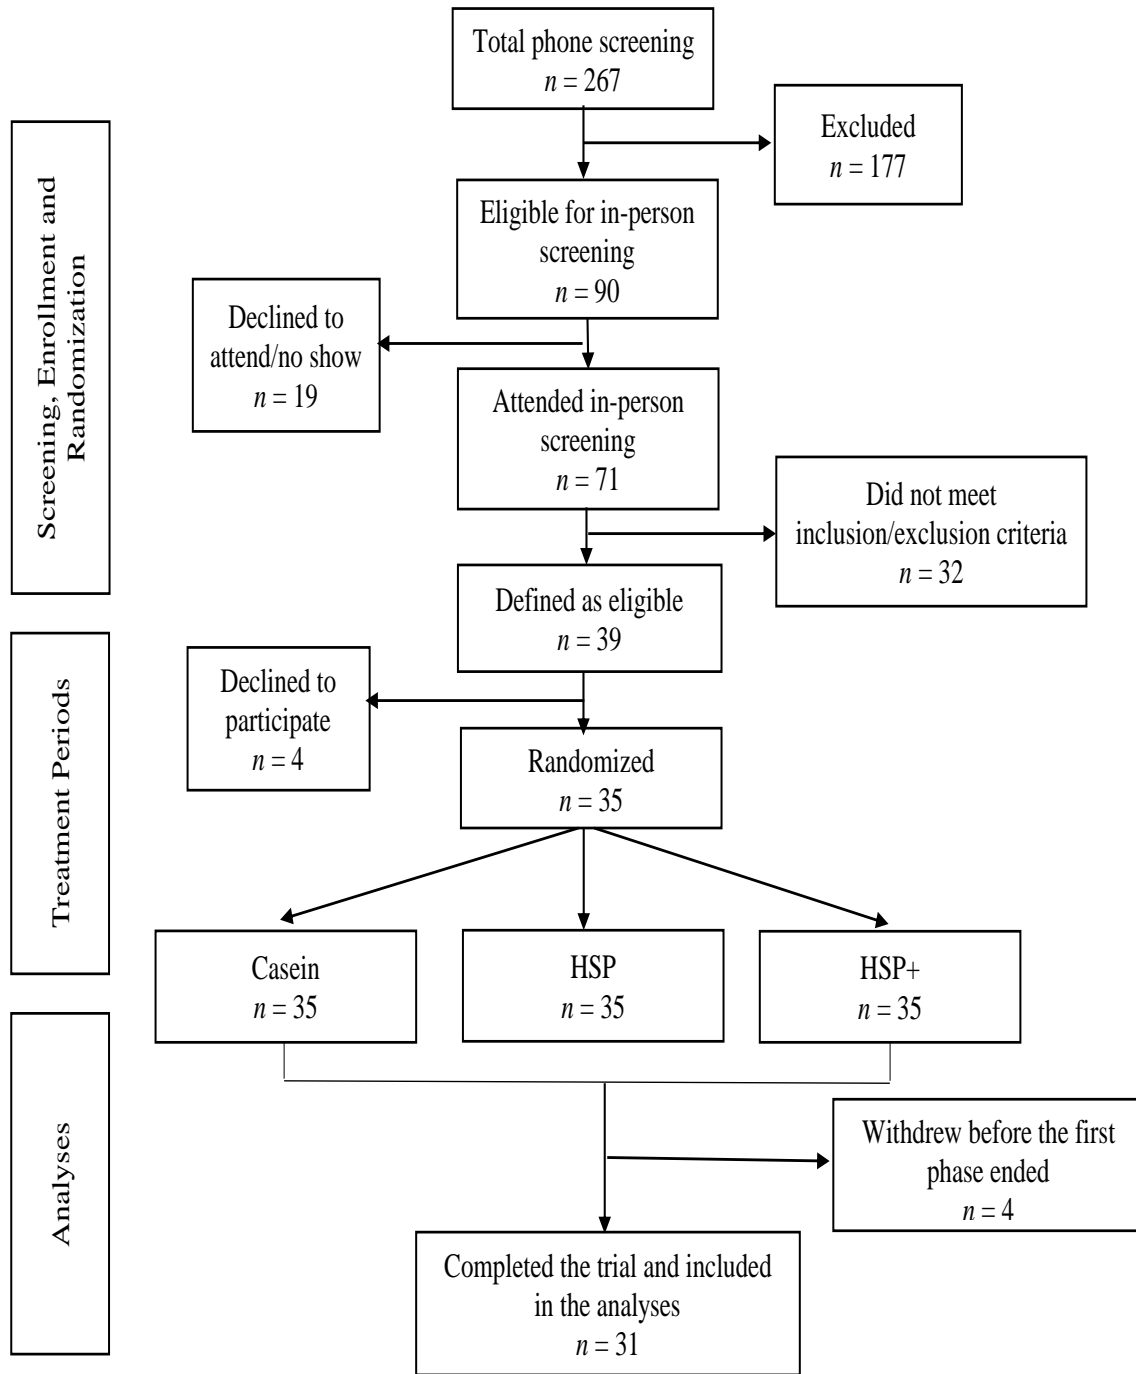 Total phone screening
n = 267
Excluded
n = 177
Screening, Enrollment and
Randomization
Eligible for in-person
screening
n = 90
Declined to
attend/no show
n = 19
Attended in-person
screening
n = 71
Did not meet
inclusion/exclusion criteria
n = 32
Defined as eligible
n = 39
Treatment Periods
Declined to
participate
n = 4
Randomized
n = 35
Casein
n = 35
HSP
n = 35
HSP+
n = 35
Analyses
Withdrew before the first
phase ended
n = 4
Completed the trial and included
in the analyses
n = 31